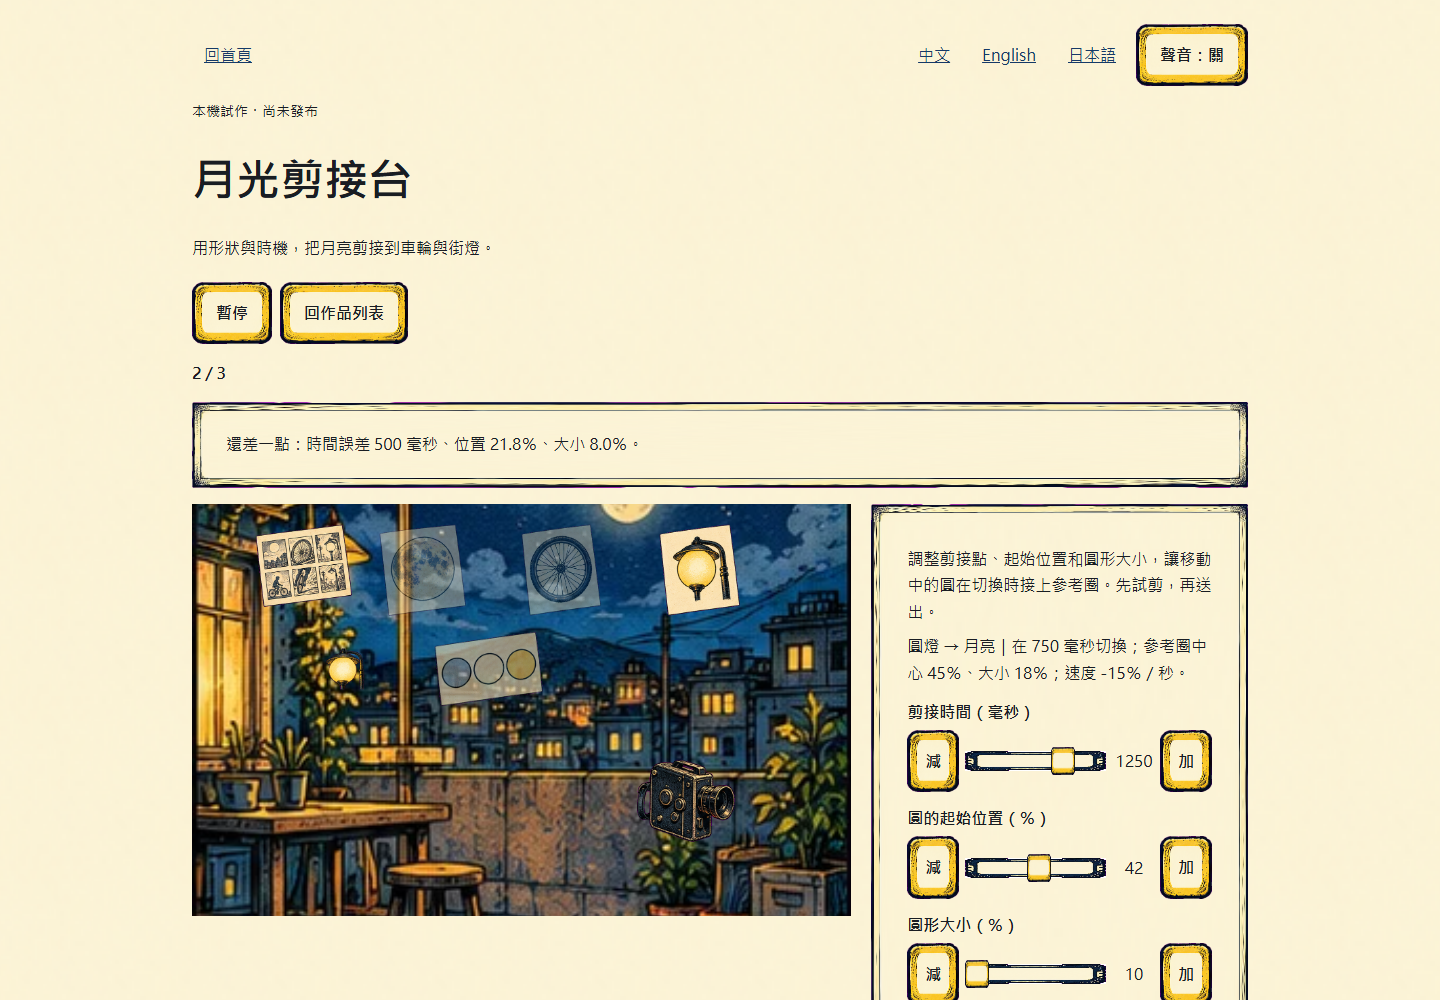 回首頁
中文 English 日本語 聲音：關
本機試作・尚未發布
月光剪接台
用形狀與時機，把月亮剪接到車輪與街燈。
暫停 回作品列表
2 / 3
還差一點：時間誤差 500 毫秒、位置 21.8%、大小 8.0%。
調整剪接點、起始位置和圓形大小，讓移動
中的圓在切換時接上參考圈。先試剪，再送
出。
圓燈 → 月亮 | 在 750 毫秒切換；參考圈中
心 45%、大小 18%；速度 -15% / 秒。
剪接時間（毫秒）
減 1250 加
圓的起始位置（%）
減 42 加
圓形大小（%）
減 10 加